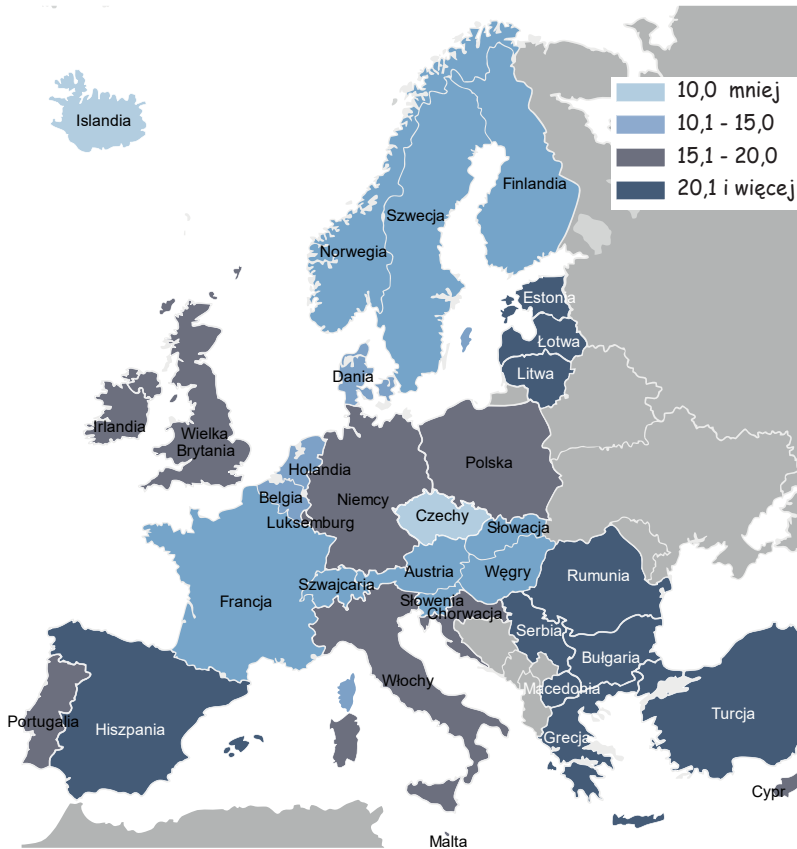 10,0 mniej
10,1 - 15,0
15,1 - 20,0
20,1 i więcej
Islandia
Finlandia
Szwecja
Norwegia
Estonia
Łotwa
Litwa
Dania
Irlandia
Wielka
Brytania
Holandia
Polska
Belgia
Niemcy
Luksemburg
Czechy
Słowacja
Austria
Węgry
Szwajcaria
Rumunia
Francja
Słowenia
Chorwacja
Serbia
Bułgaria
Włochy
Macedonia
Portugalia
Hiszpania
Turcja
Grecja
Cypr
Malta